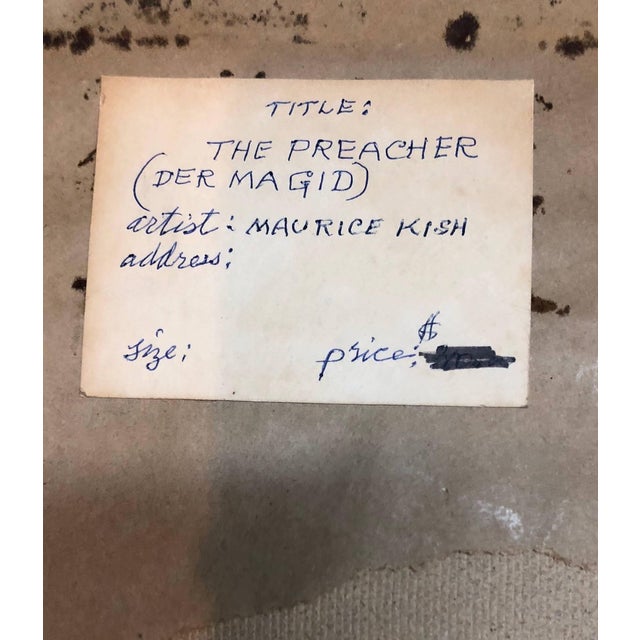 TITLE:
THE PREACHER
(DER MAGID)
artist: MAURICE KISH
address:
size: price: $